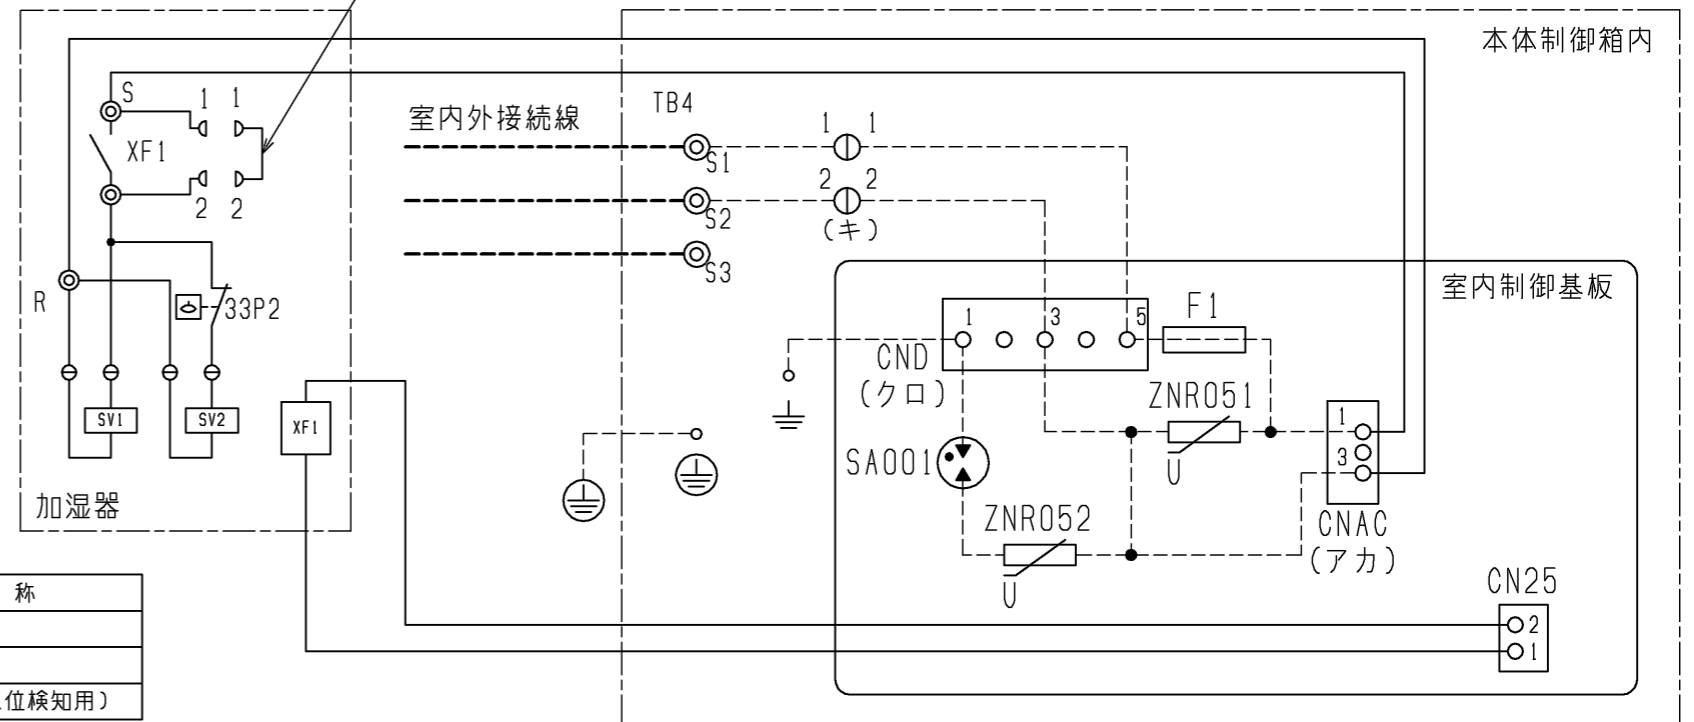 本体制御箱内
S
1 1
XF1
2 2
室内外接続線
TB4
S1
1 1
S2
2 2
(キ)
S3
R
33P2
SV1
SV2
XF1
加湿器
室内制御基板
1 3 5
F1
CND
(クロ)
ZNR051
U
SA001
ZNR052
U
1
3
CNAC
(アカ)
CN25
2
1
称
位検知用)